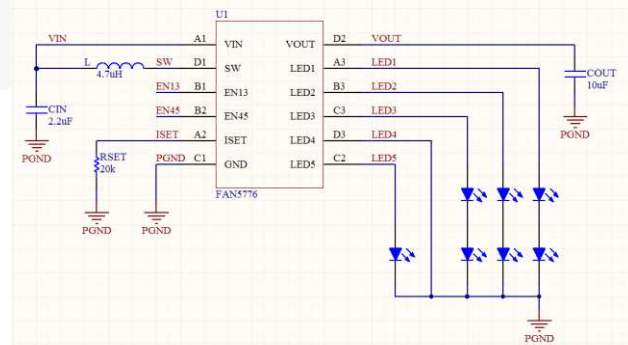 U1
VIN A1 VIN VOUT D2 VOUT
L SW D1 SW LED1 A3 LED1
4.7uH
COUT
10uF
EN13 B1 EN13 LED2 B3 LED2
CIN
2.2uF
EN45 B2 EN45 LED3 C3 LED3
ISET A2 ISET LED4 D3 LED4
PGND
PGND
RSET
20k
PGND C1 GND LED5 C2 LED5
FAN5776
PGND
PGND
PGND